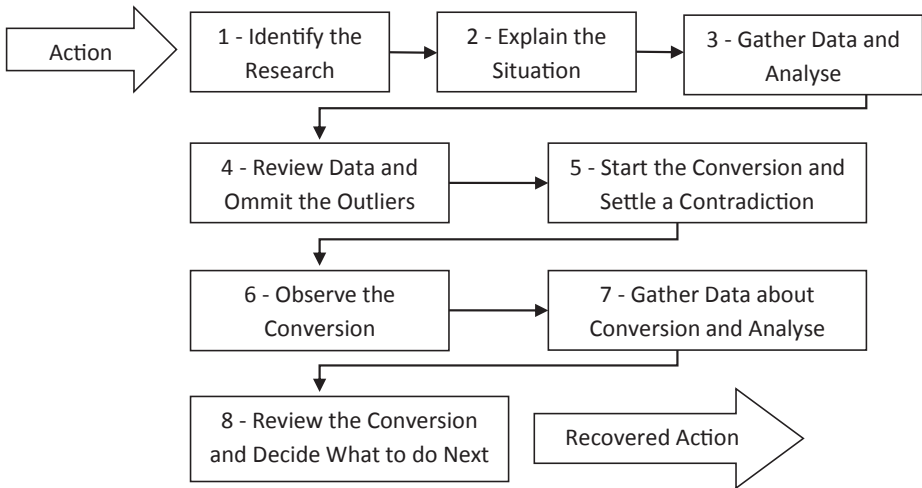 Action
1 - Identify the
Research
2 - Explain the
Situation
3 - Gather Data and
Analyse
4 - Review Data and
Ommit the Outliers
5 - Start the Conversion and
Settle a Contradiction
6 - Observe the
Conversion
7 - Gather Data about
Conversion and Analyse
8 - Review the Conversion
and Decide What to do Next
Recovered Action